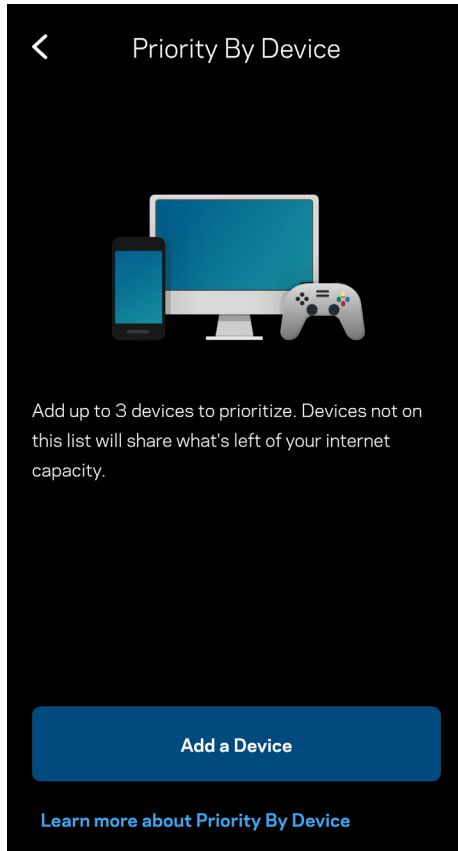 Priority By Device
Add up to 3 devices to prioritize. Devices not on
this list will share what's left of your internet
capacity.
Add a Device
Learn more about Priority By Device